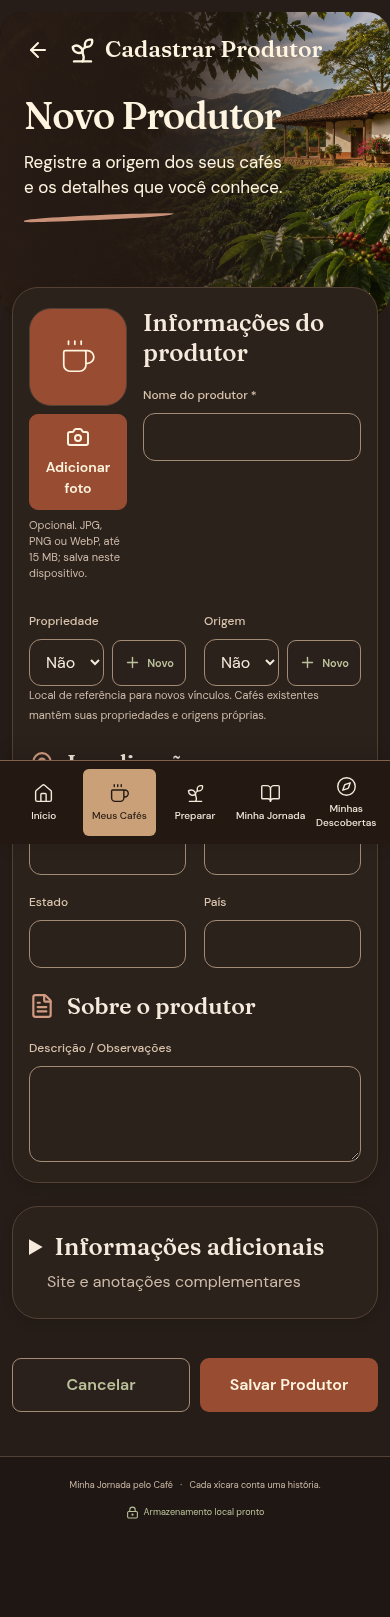 Cadastrar Produtor
Novo Produtor
Registre a origem dos seus cafés
e os detalhes que você conhece.
Informações do
produtor
Nome do produtor *
Adicionar
foto
Opcional. JPG,
PNG ou WebP, até
15 MB; salva neste
dispositivo.
Propriedade
Origem
Não
Novo
Não
Novo
Local de referência para novos vínculos. Cafés existentes
mantêm suas propriedades e origens próprias.
Início
Meus Cafés
Preparar
Minha Jornada
Minhas
Descobertas
Estado
País
Sobre o produtor
Descrição / Observações
Informações adicionais
Site e anotações complementares
Cancelar
Salvar Produtor
Minha Jornada pelo Café · Cada xícara conta uma história.
Armazenamento local pronto